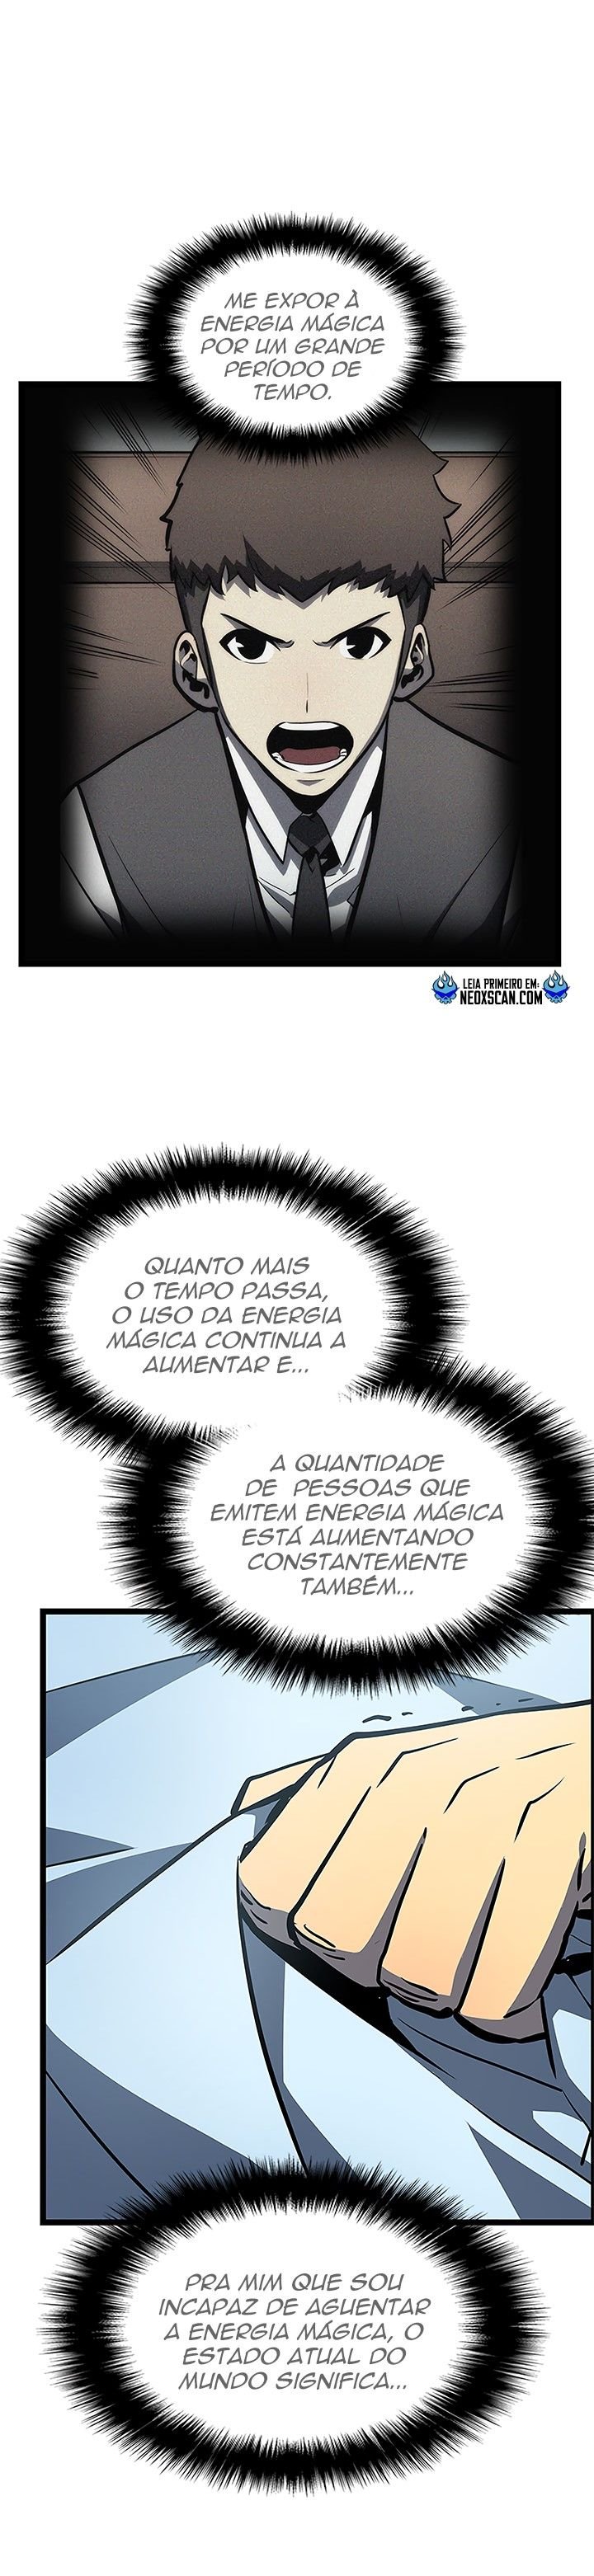 ME EXPOR À
ENERGIA MÁGICA
POR UM GRANDE
PERÍODO DE
TEMPO.
LEIA PRIMEIRO EM:
NEOXSCAN.COM
QUANTO MAIS
O TEMPO PASSA,
O USO DA ENERGIA
MÁGICA CONTINUA A
AUMENTAR E...
A QUANTIDADE
DE PESSOAS QUE
EMITEM ENERGIA MÁGICA
ESTÁ AUMENTANDO
CONSTANTEMENTE
TAMBÉM...
PRA MIM QUE SOU
INCAPAZ DE AGUENTAR
A ENERGIA MÁGICA, O
ESTADO ATUAL DO
MUNDO SIGNIFICA...